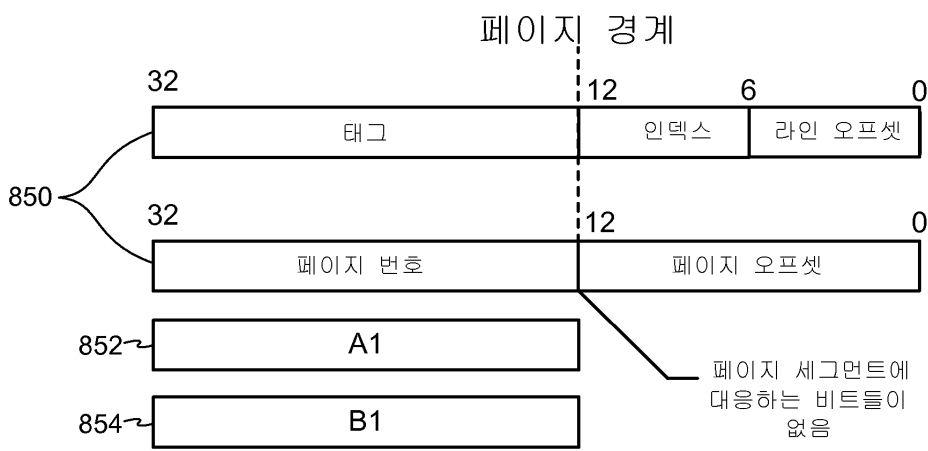 페이지 경계
32 12 6 0
태그 인덱스 라인 오프셋
850
32 12 0
페이지 번호 페이지 오프셋
852 A1
페이지 세그먼트에
대응하는 비트들이
없음
854 B1